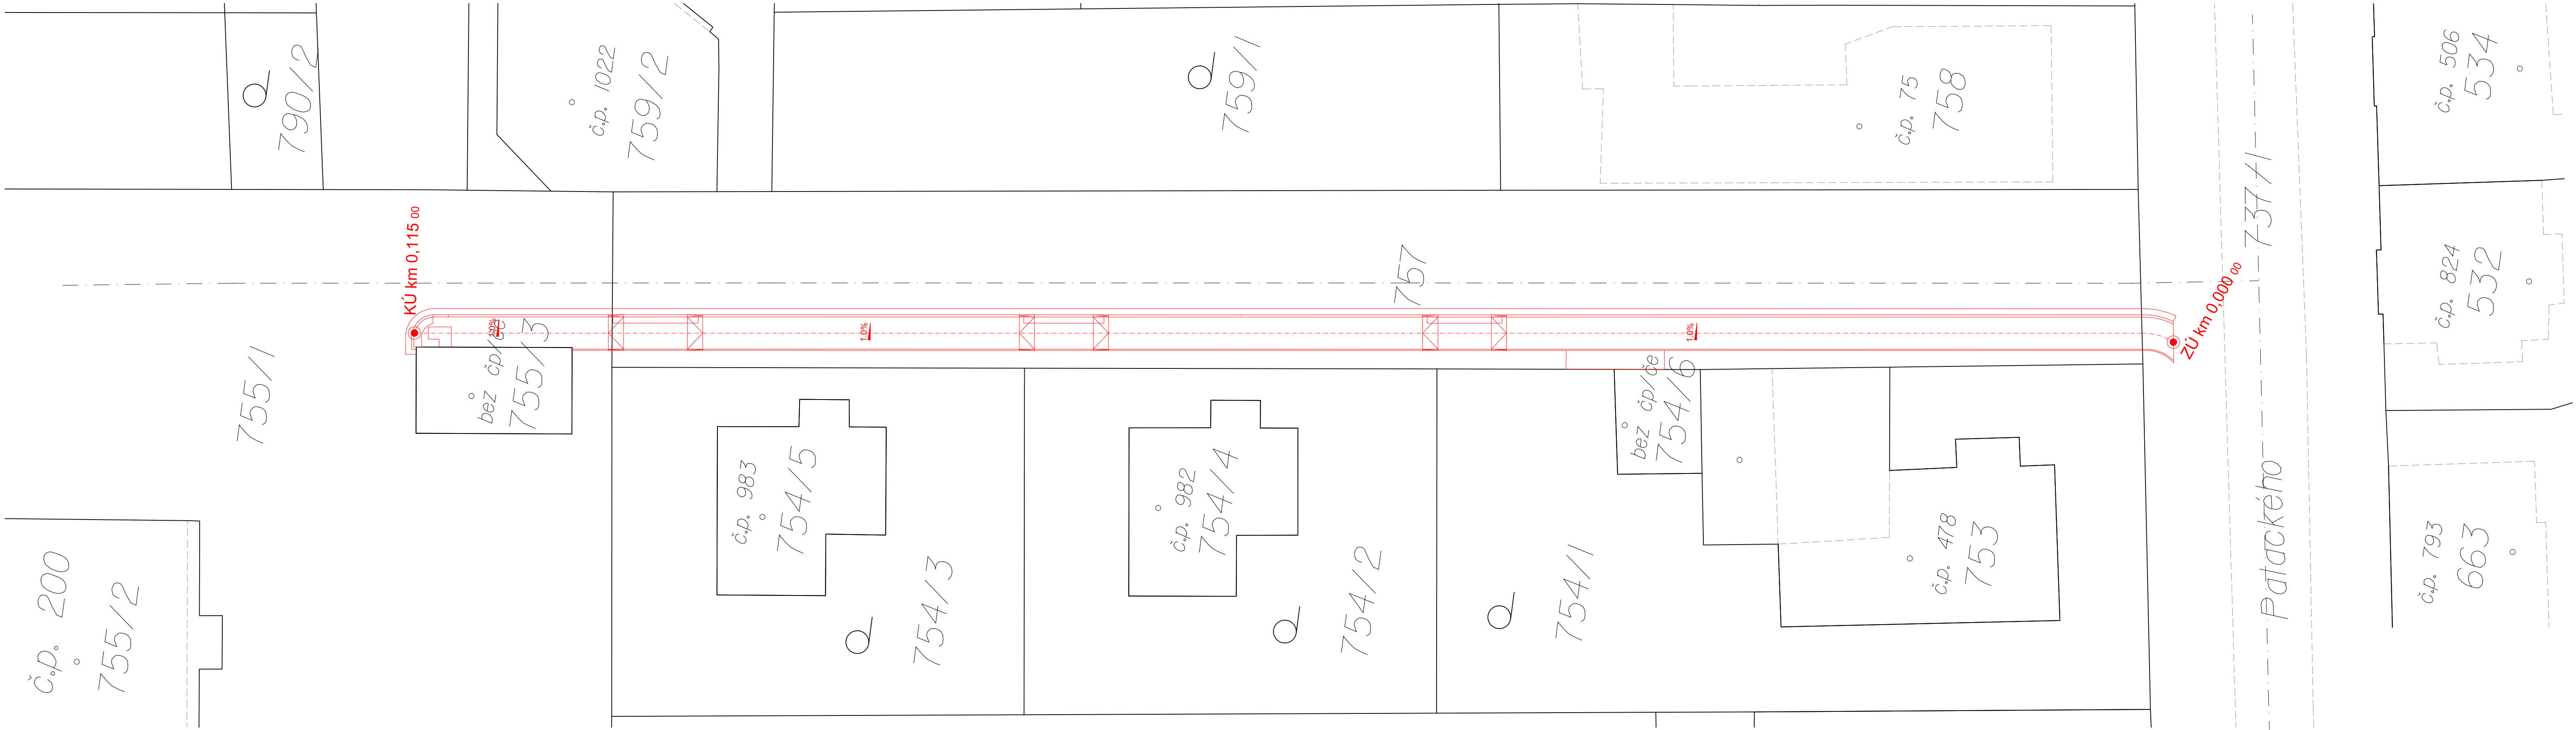 790/2
č.p. 1022
759/2
759/1
č.p. 75
758
č.p. 506
534
KÚ km 0,115 00
757
737/1
ZÚ km 0,000 00
č.p. 824
532
755/1
bez čp/če
755/3
1.0%
1.0%
bez čp/če
754/6
č.p. 983
754/5
č.p. 982
754/4
č.p. 478
753
Palackého
č.p. 793
663
č.p. 200
755/2
754/3
754/2
754/1